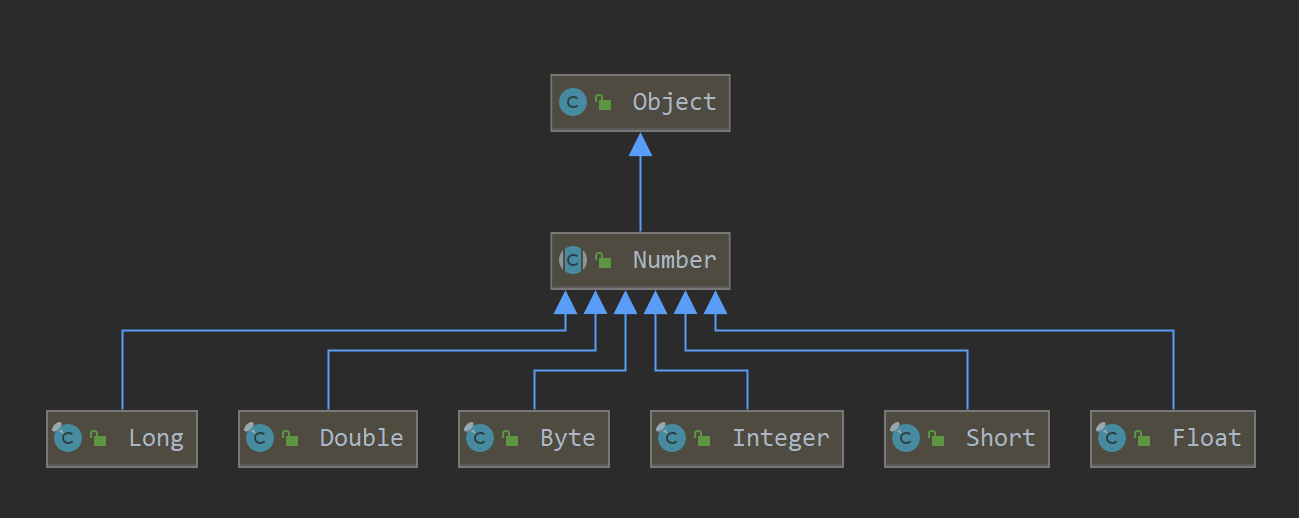 C Object
C Number
C Long C Double C Byte C Integer C Short C Float